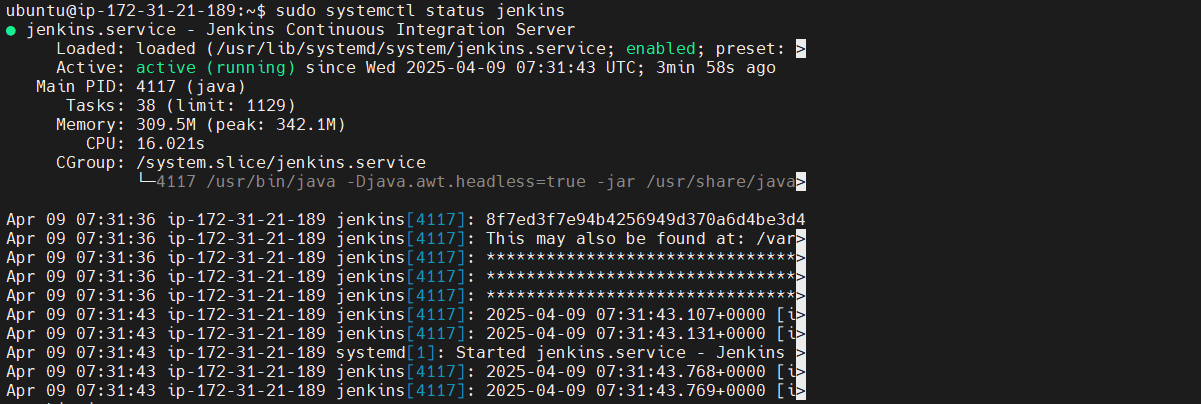 ubuntu@ip-172-31-21-189:~$ sudo systemctl status jenkins
● jenkins.service - Jenkins Continuous Integration Server
     Loaded: loaded (/usr/lib/systemd/system/jenkins.service; enabled; preset: >
     Active: active (running) since Wed 2025-04-09 07:31:43 UTC; 3min 58s ago
   Main PID: 4117 (java)
      Tasks: 38 (limit: 1129)
     Memory: 309.5M (peak: 342.1M)
        CPU: 16.021s
     CGroup: /system.slice/jenkins.service
             └─4117 /usr/bin/java -Djava.awt.headless=true -jar /usr/share/java>
Apr 09 07:31:36 ip-172-31-21-189 jenkins[4117]: 8f7ed3f7e94b4256949d370a6d4be3d4
Apr 09 07:31:36 ip-172-31-21-189 jenkins[4117]: This may also be found at: /var>
Apr 09 07:31:36 ip-172-31-21-189 jenkins[4117]: *******************************>
Apr 09 07:31:36 ip-172-31-21-189 jenkins[4117]: *******************************>
Apr 09 07:31:36 ip-172-31-21-189 jenkins[4117]: *******************************>
Apr 09 07:31:43 ip-172-31-21-189 jenkins[4117]: 2025-04-09 07:31:43.107+0000 [i>
Apr 09 07:31:43 ip-172-31-21-189 jenkins[4117]: 2025-04-09 07:31:43.131+0000 [i>
Apr 09 07:31:43 ip-172-31-21-189 systemd[1]: Started jenkins.service - Jenkins >
Apr 09 07:31:43 ip-172-31-21-189 jenkins[4117]: 2025-04-09 07:31:43.768+0000 [i>
Apr 09 07:31:43 ip-172-31-21-189 jenkins[4117]: 2025-04-09 07:31:43.769+0000 [i>